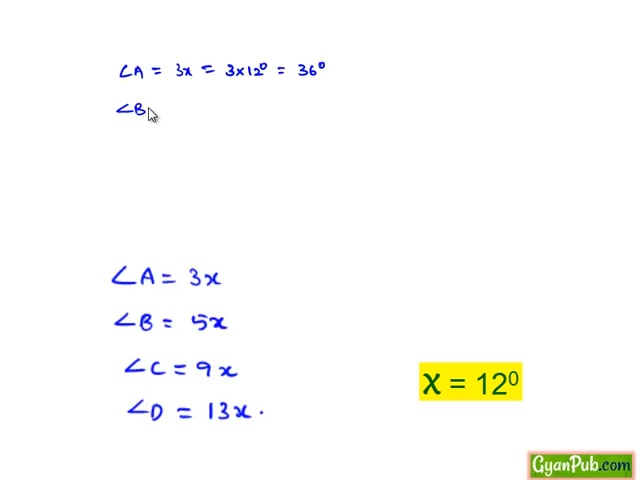 ∠A = 3x = 3×12⁰ = 36⁰
∠B
∠A = 3x
∠B = 5x
∠C = 9x
∠D = 13x.
x = 12⁰
GyanPub.com